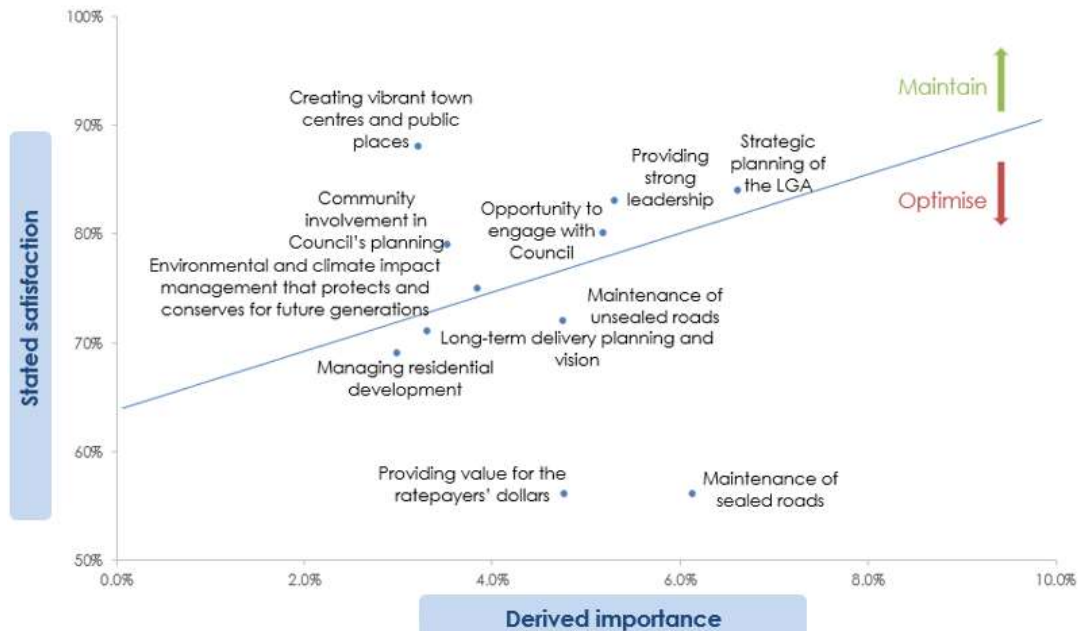 100%
90%
80%
70%
60%
50%
0.0%
2.0%
4.0%
6.0%
8.0%
10.0%
Stated satisfaction
Derived importance
Maintain
Optimise
Creating vibrant town
centres and public
places
Community
involvement in
Council's planning
Environmental and climate impact
management that protects and
conserves for future generations
Opportunity to
engage with
Council
Providing
strong
leadership
Strategic
planning of
the LGA
Maintenance of
unsealed roads
Long-term delivery planning and
vision
Managing residential
development
Providing value for the
ratepayers' dollars
Maintenance of
sealed roads